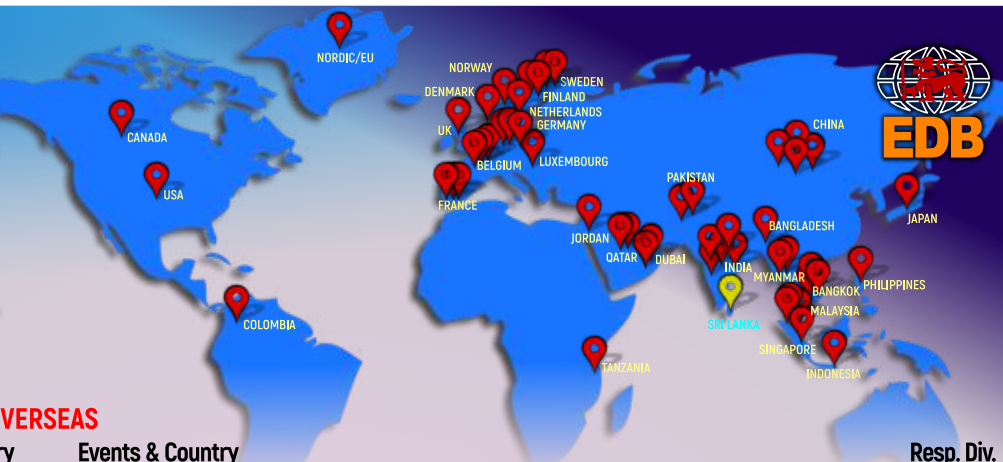 NORDIC/EU
NORWAY
SWEDEN
DENMARK
FINLAND
NETHERLANDS
UK
GERMANY
CANADA
CHINA
EDB
BELGIUM
LUXEMBOURG
USA
PAKISTAN
FRANCE
JAPAN
JORDAN
BANGLADESH
QATAR
DUBAI
INDIA
MYANMAR
PHILIPPINES
BANGKOK
MALAYSIA
COLOMBIA
SRI LANKA
SINGAPORE
TANZANIA
INDONESIA
VERSEAS
ry Events & Country Resp. Div.